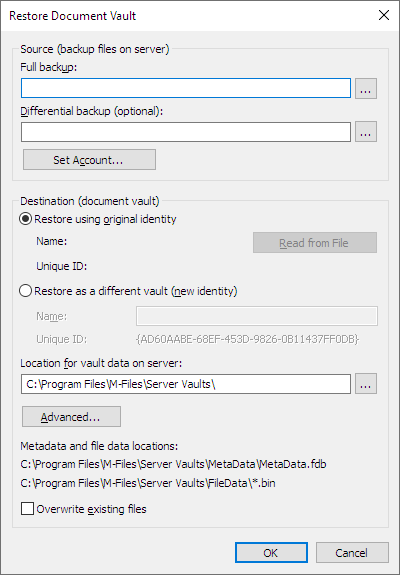 Restore Document Vault
Source (backup files on server)
Full backup:
...
Differential backup (optional):
...
Set Account...
Destination (document vault)
Restore using original identity
Name:
Read from File
Unique ID:
Restore as a different vault (new identity)
Name:
Unique ID: {AD60AABE-68EF-453D-9826-0B11437FF0DB}
Location for vault data on server:
C:\Program Files\M-Files\Server Vaults\
...
Advanced...
Metadata and file data locations:
C:\Program Files\M-Files\Server Vaults\MetaData\MetaData.fdb
C:\Program Files\M-Files\Server Vaults\FileData\*.bin
Overwrite existing files
OK
Cancel